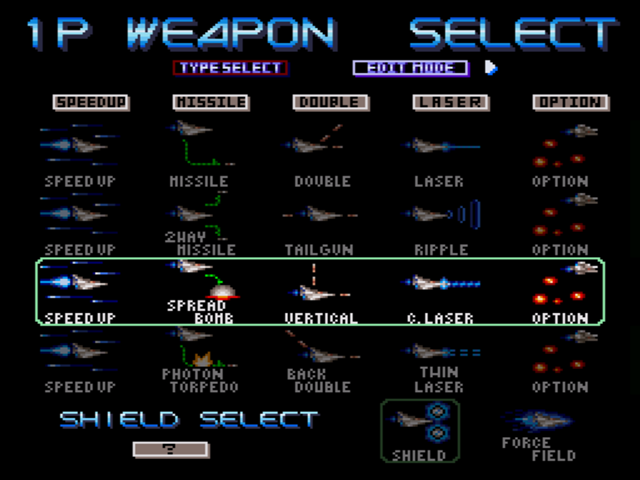 1P WEAPON SELECT
TYPE SELECT EDIT MODE
SPEEDUP MISSILE DOUBLE LASER OPTION
SPEED UP MISSILE DOUBLE LASER OPTION
2WAY
SPEED UP MISSILE TAILGUN RIPPLE OPTION
SPREAD
SPEED UP BOMB VERTICAL C.LASER OPTION
PHOTON BACK TWIN
SPEED UP TORPEDO DOUBLE LASER OPTION
SHIELD SELECT
?
SHIELD
FORCE
FIELD